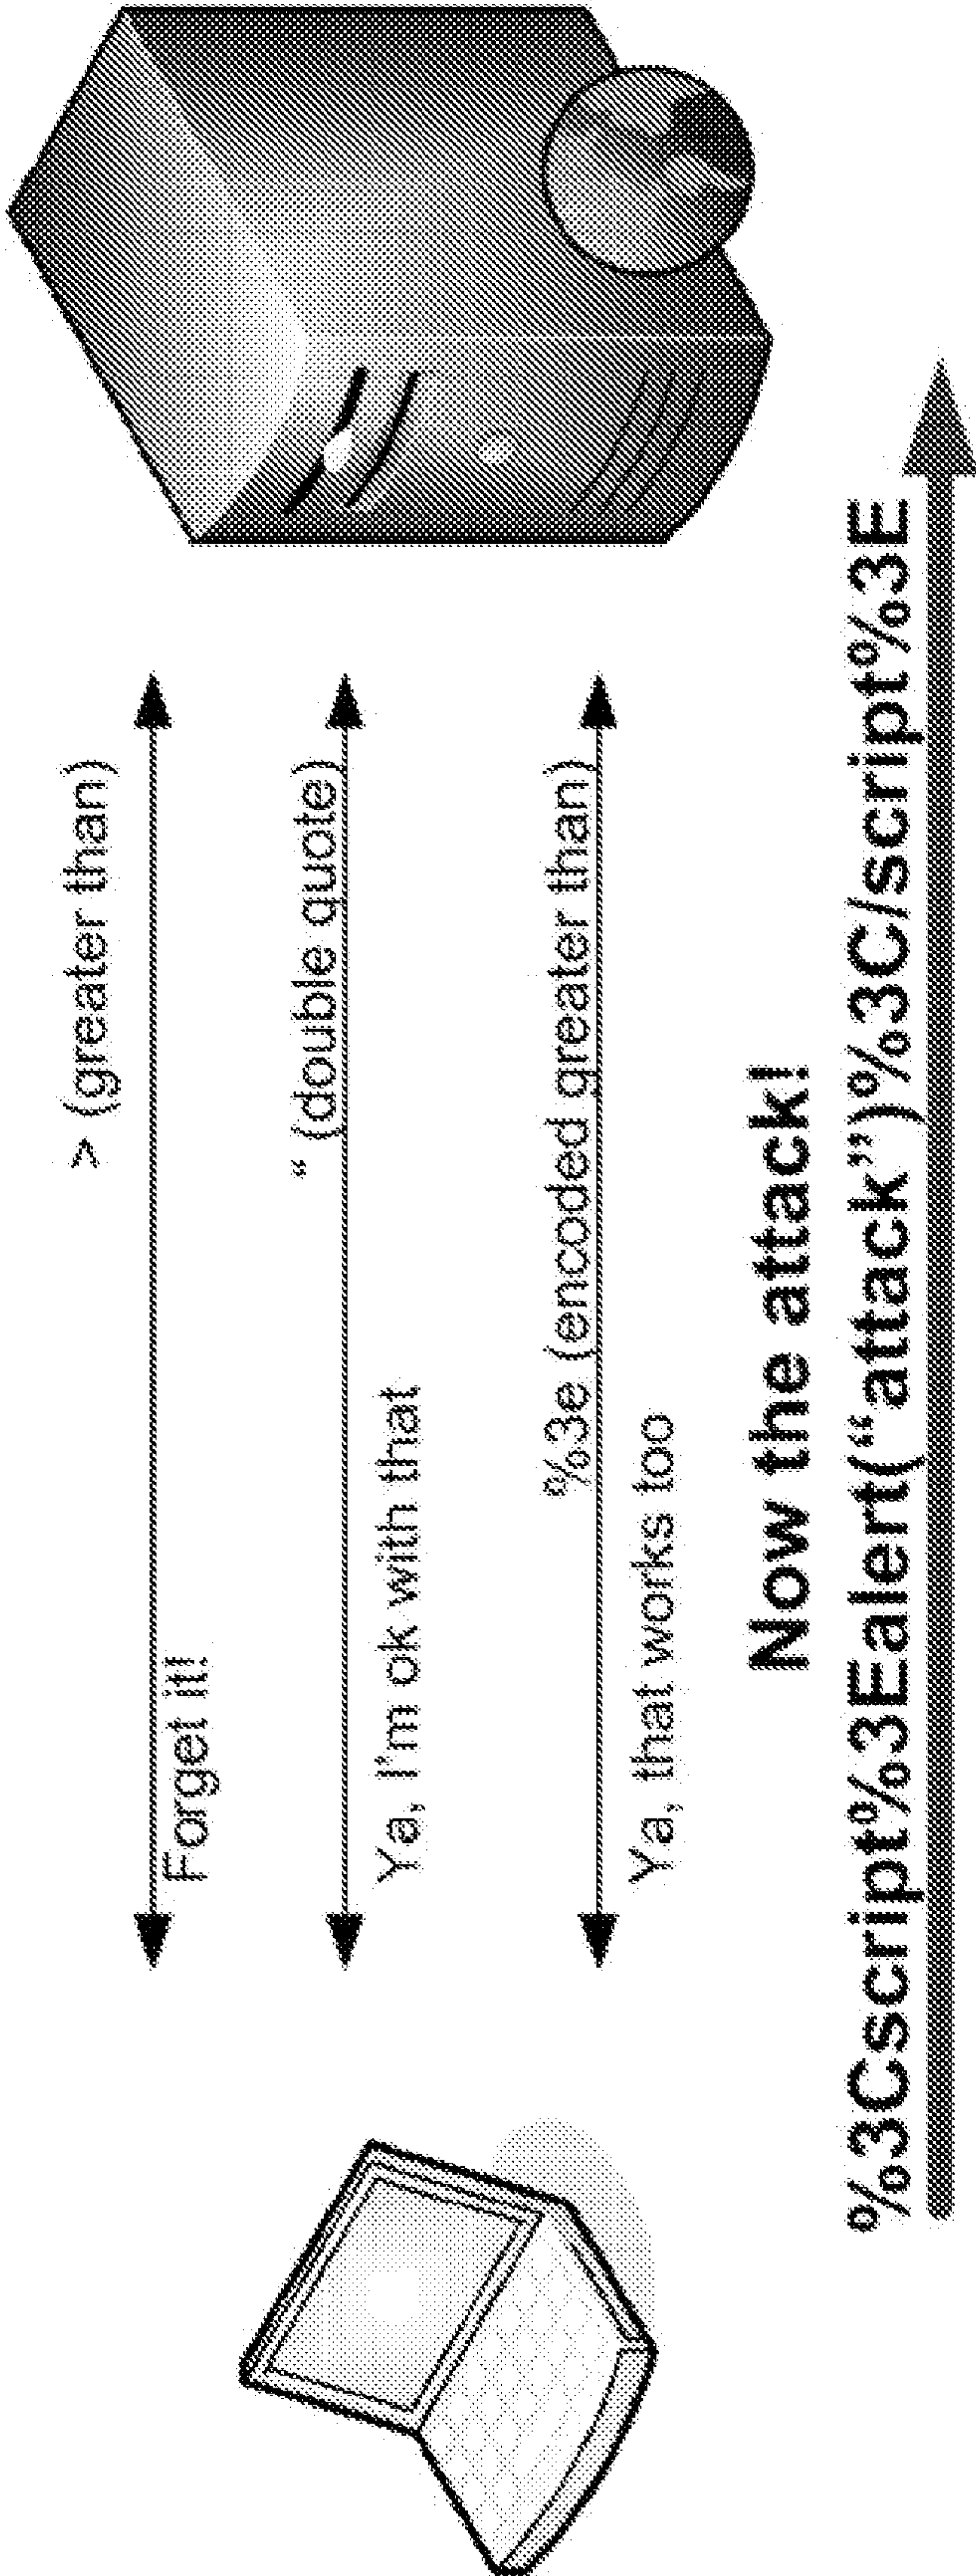 > (greater than)
Forget it!
“ (double quote)
Ya, I'm ok with that
%3e (encoded greater than)
Ya, that works too
Now the attack!
%3Cscript%3Ealert(“attack”)%3C/script%3E